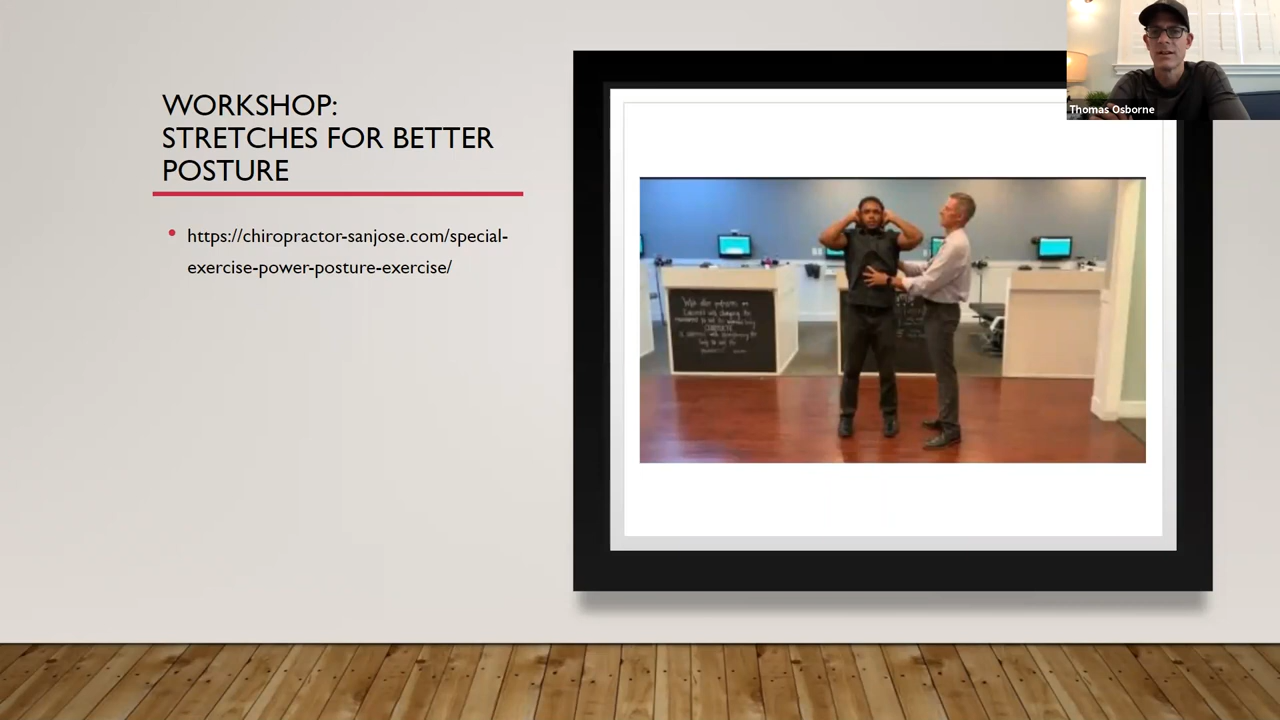 WORKSHOP:
STRETCHES FOR BETTER
POSTURE
https://chiropractor-sanjose.com/special-
exercise-power-posture-exercise/
Thomas Osborne